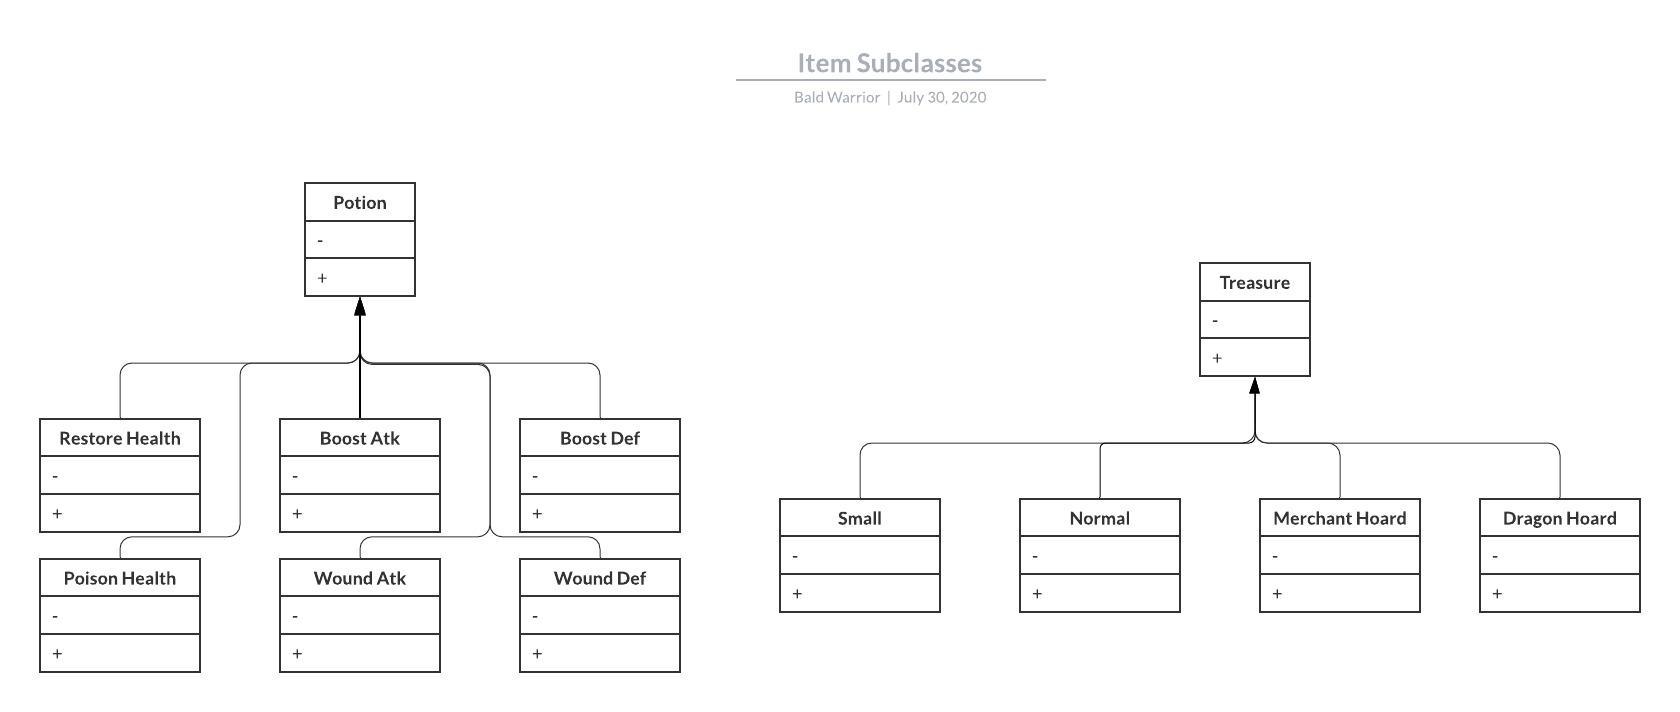 Item Subclasses
Bald Warrior | July 30, 2020
Potion
-
+
Treasure
-
+
Restore Health
-
+
Boost Atk
-
+
Boost Def
-
+
Poison Health
-
+
Wound Atk
-
+
Wound Def
-
+
Small
-
+
Normal
-
+
Merchant Hoard
-
+
Dragon Hoard
-
+